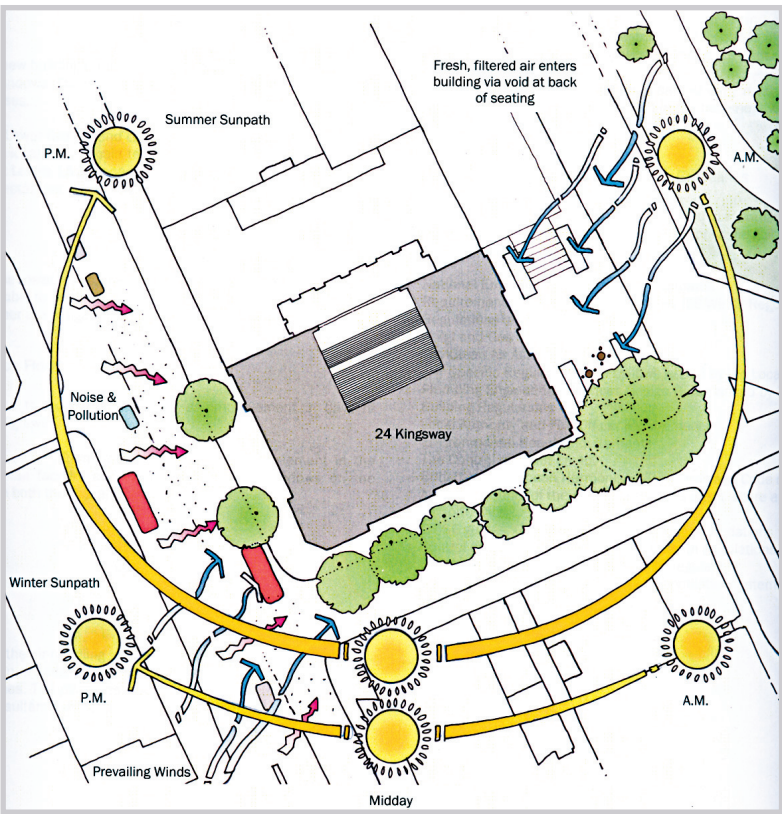 Fresh, filtered air enters
building via void at back
of seating
Summer Sunpath
P.M.
A.M.
Noise &
Pollution
24 Kingsway
Winter Sunpath
P.M.
A.M.
Prevailing Winds
Midday